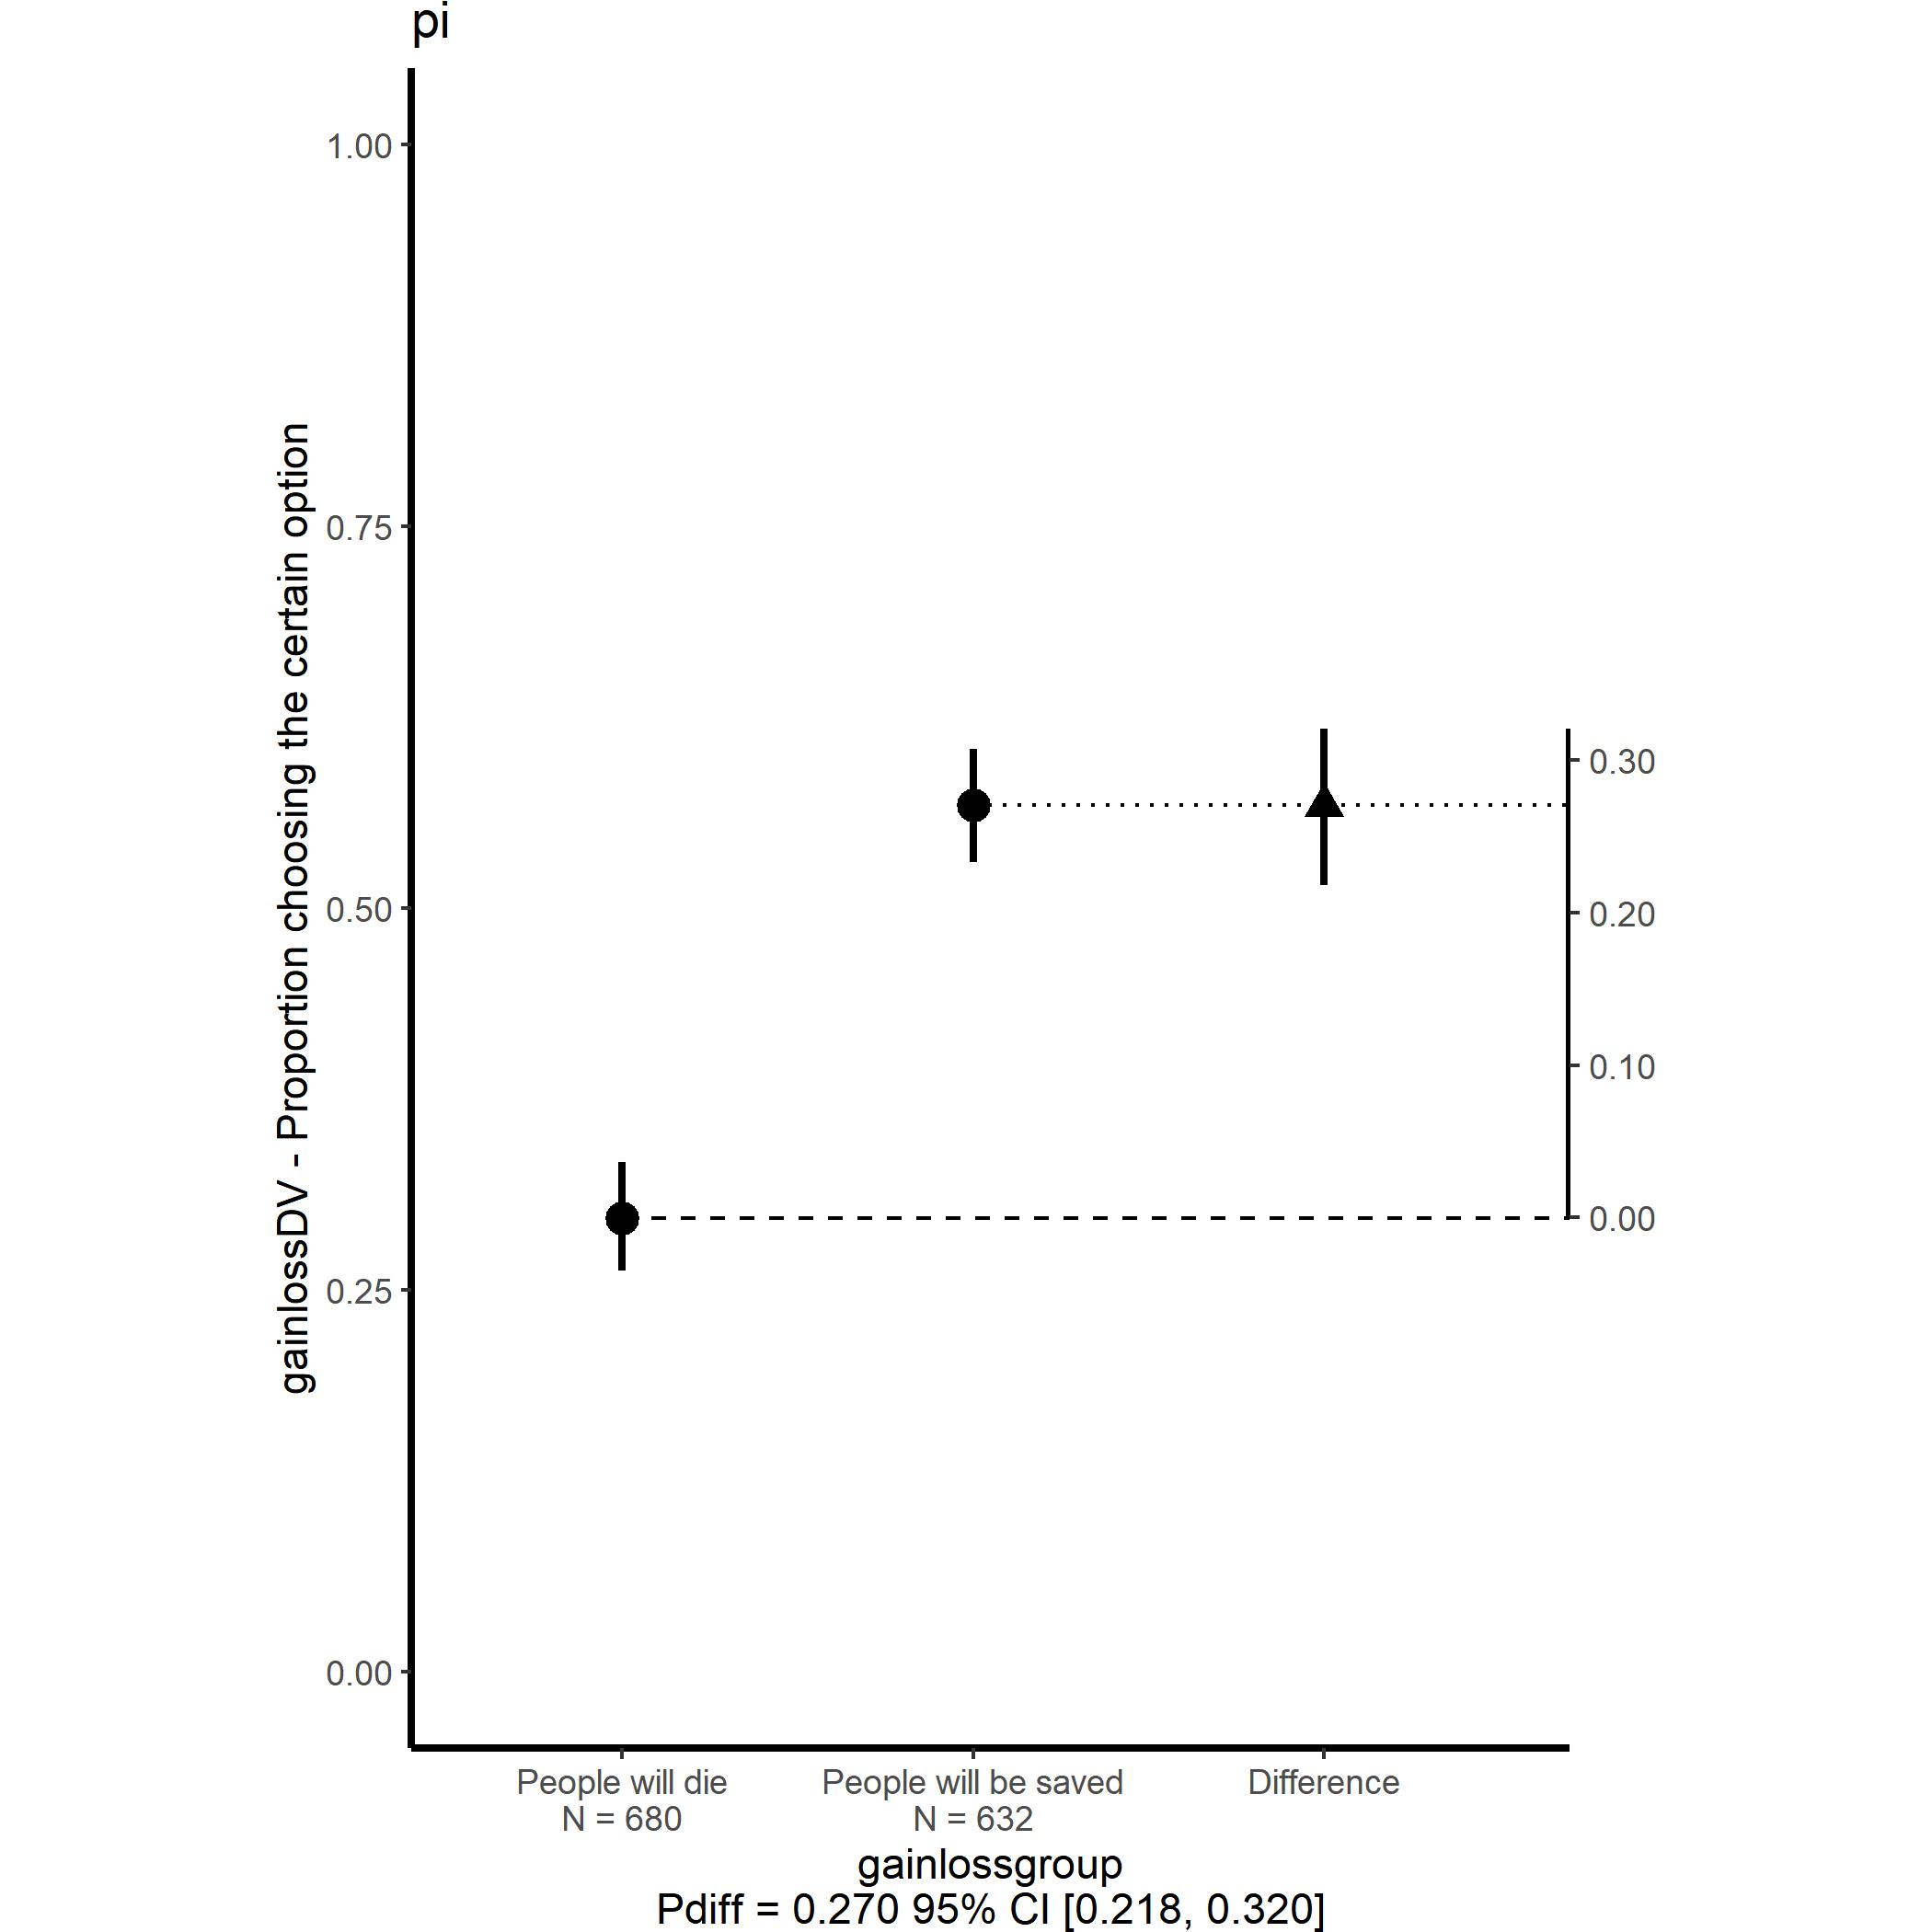 pi
gainlossDV - Proportion choosing the certain option
1.00
0.75
0.50
0.25
0.00
0.30
0.20
0.10
0.00
People will die
N = 680
People will be saved
N = 632
Difference
gainlossgroup
Pdiff = 0.270 95% CI [0.218, 0.320]